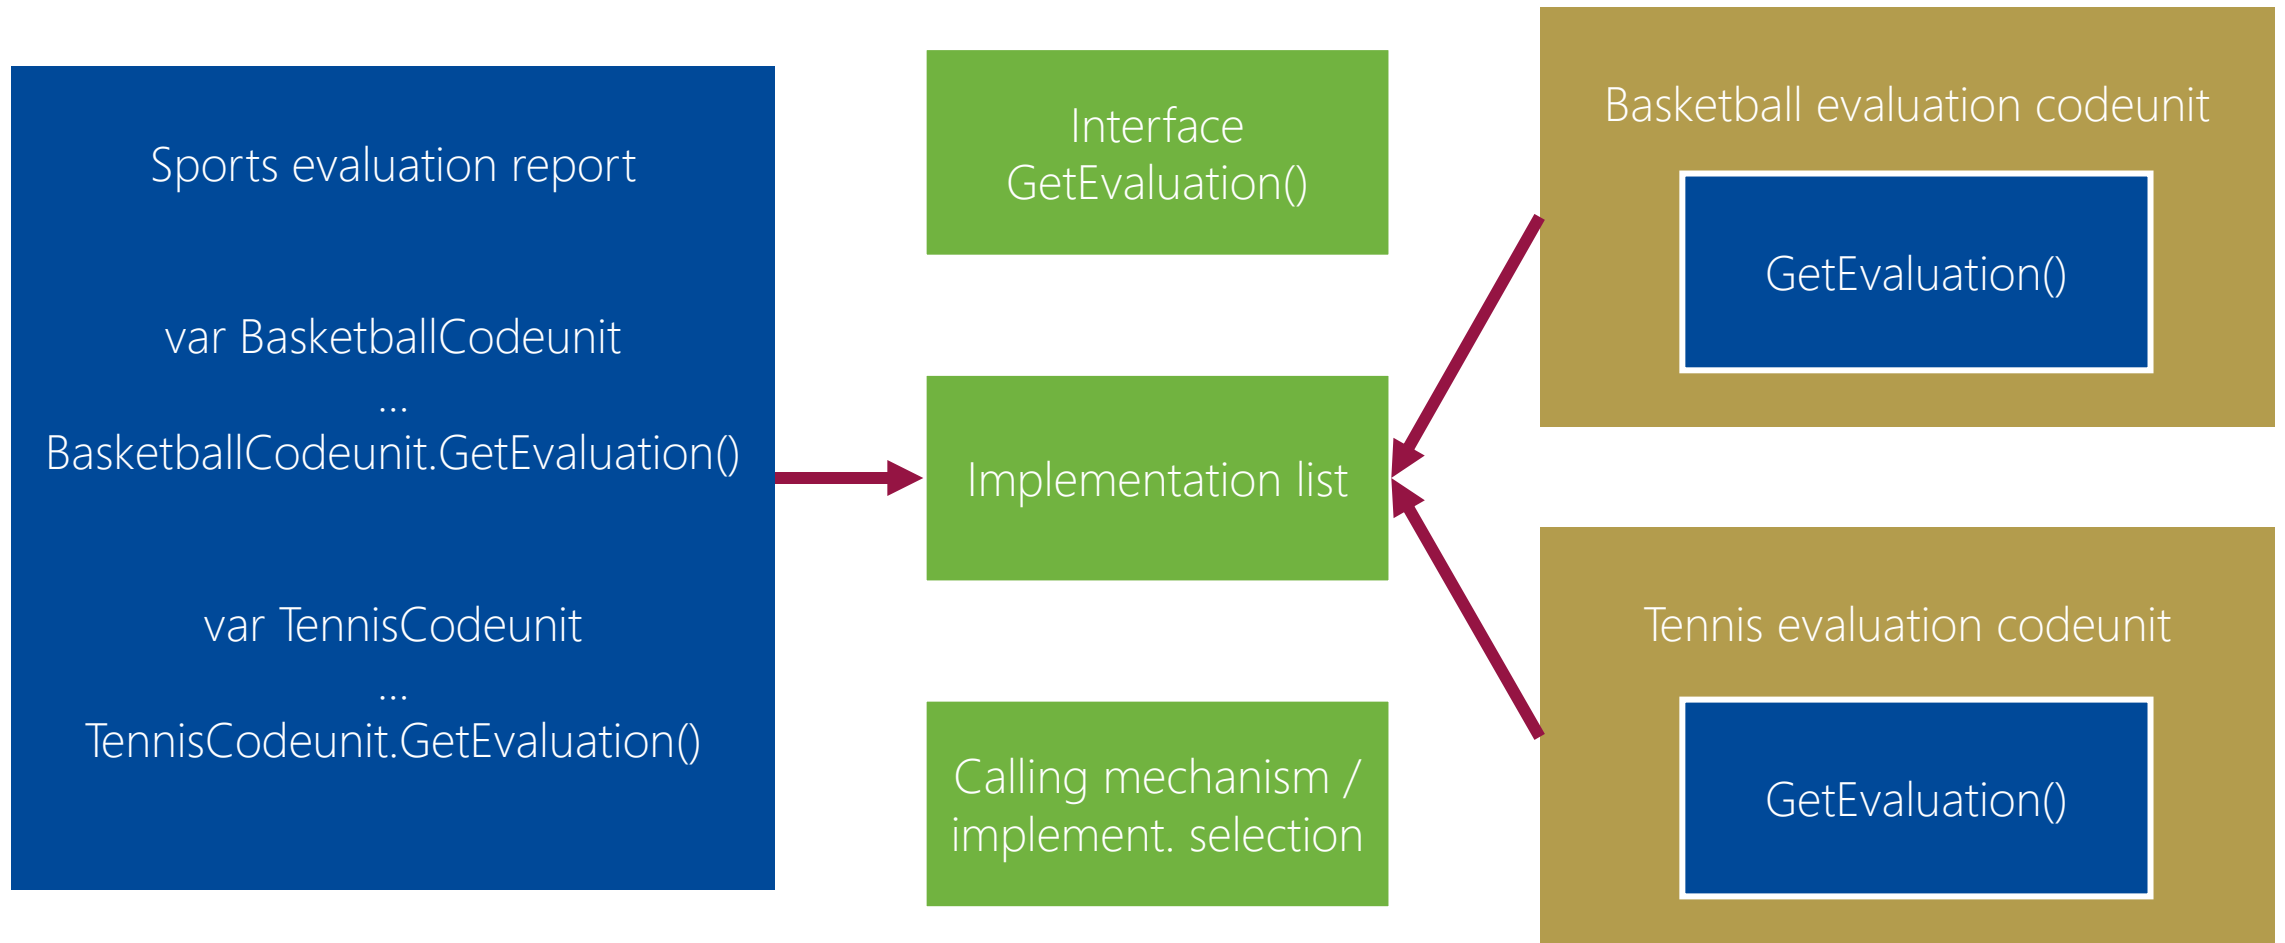 Sports evaluation report
var BasketballCodeunit
...
BasketballCodeunit.GetEvaluation()
var TennisCodeunit
...
TennisCodeunit.GetEvaluation()
Interface
GetEvaluation()
Implementation list
Calling mechanism /
implement. selection
Basketball evaluation codeunit
GetEvaluation()
Tennis evaluation codeunit
GetEvaluation()